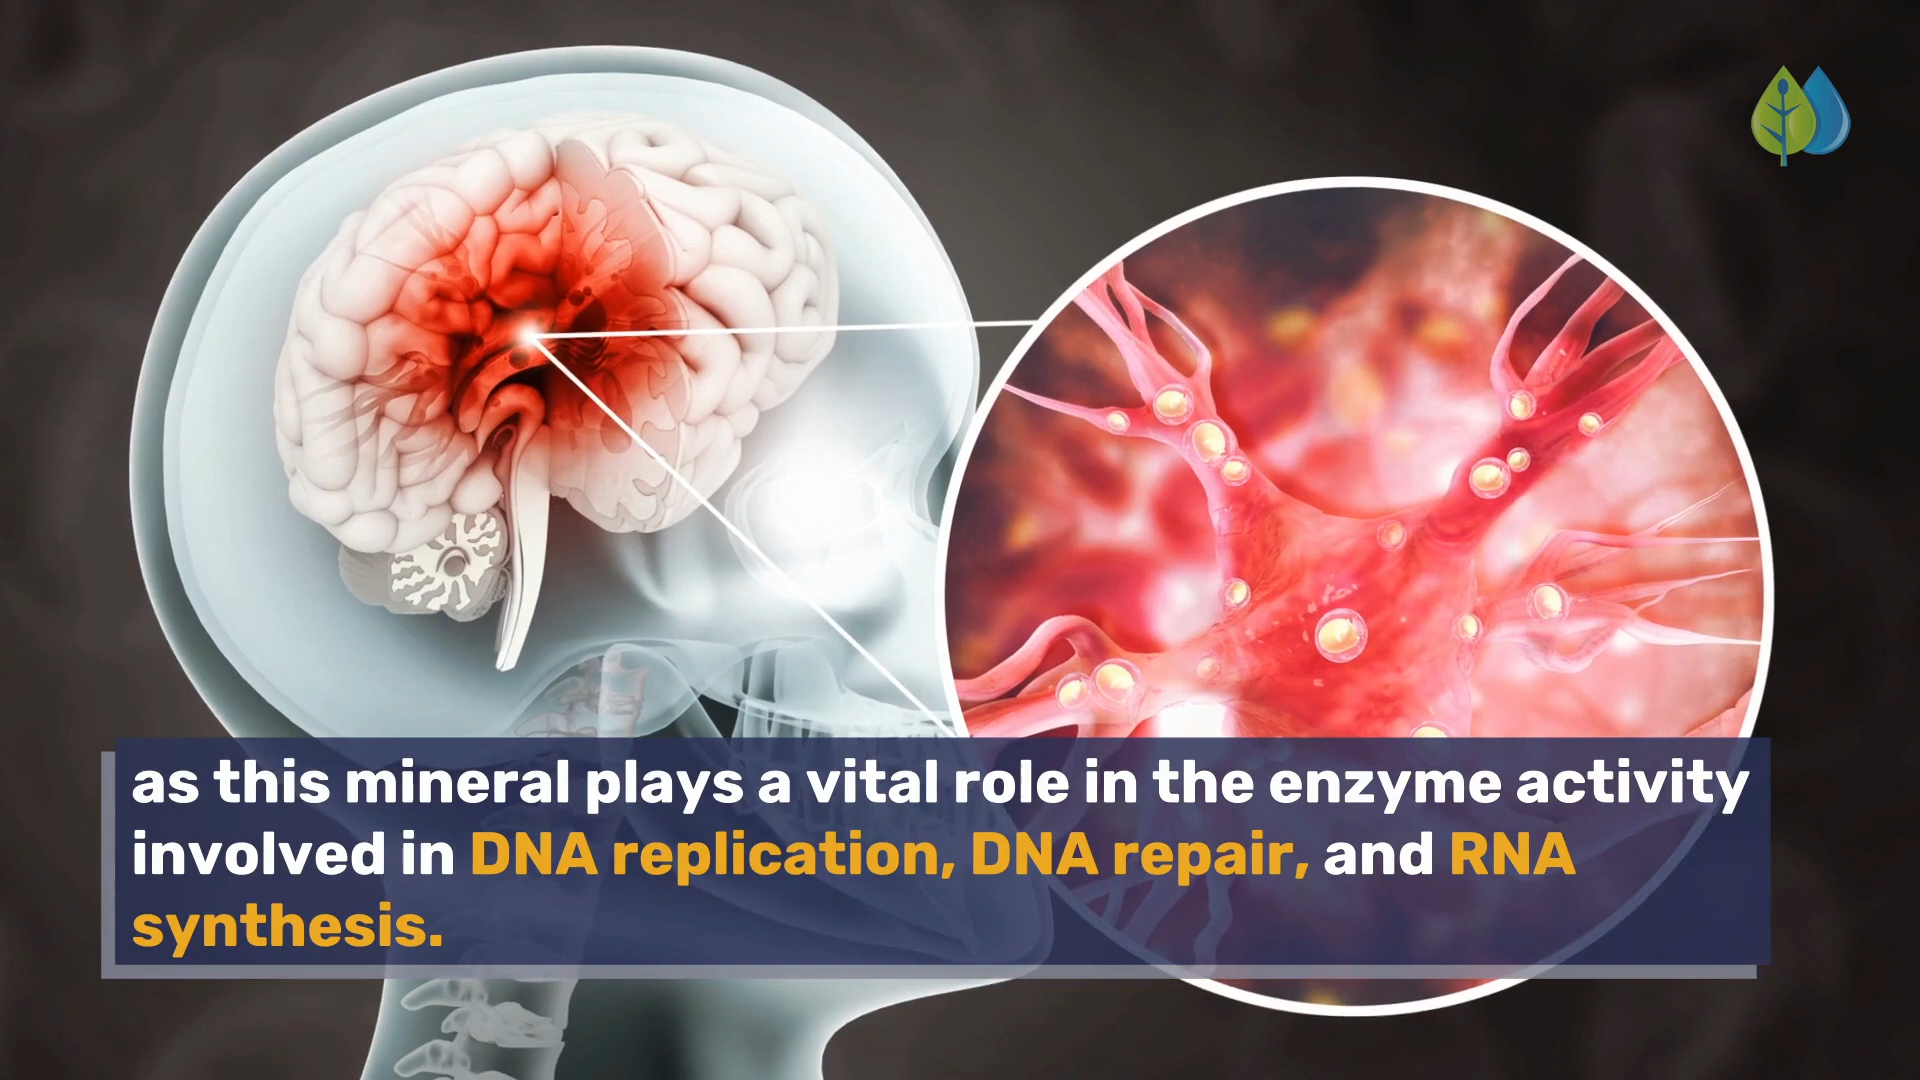 as this mineral plays a vital role in the enzyme activity
involved in DNA replication, DNA repair, and RNA
synthesis.